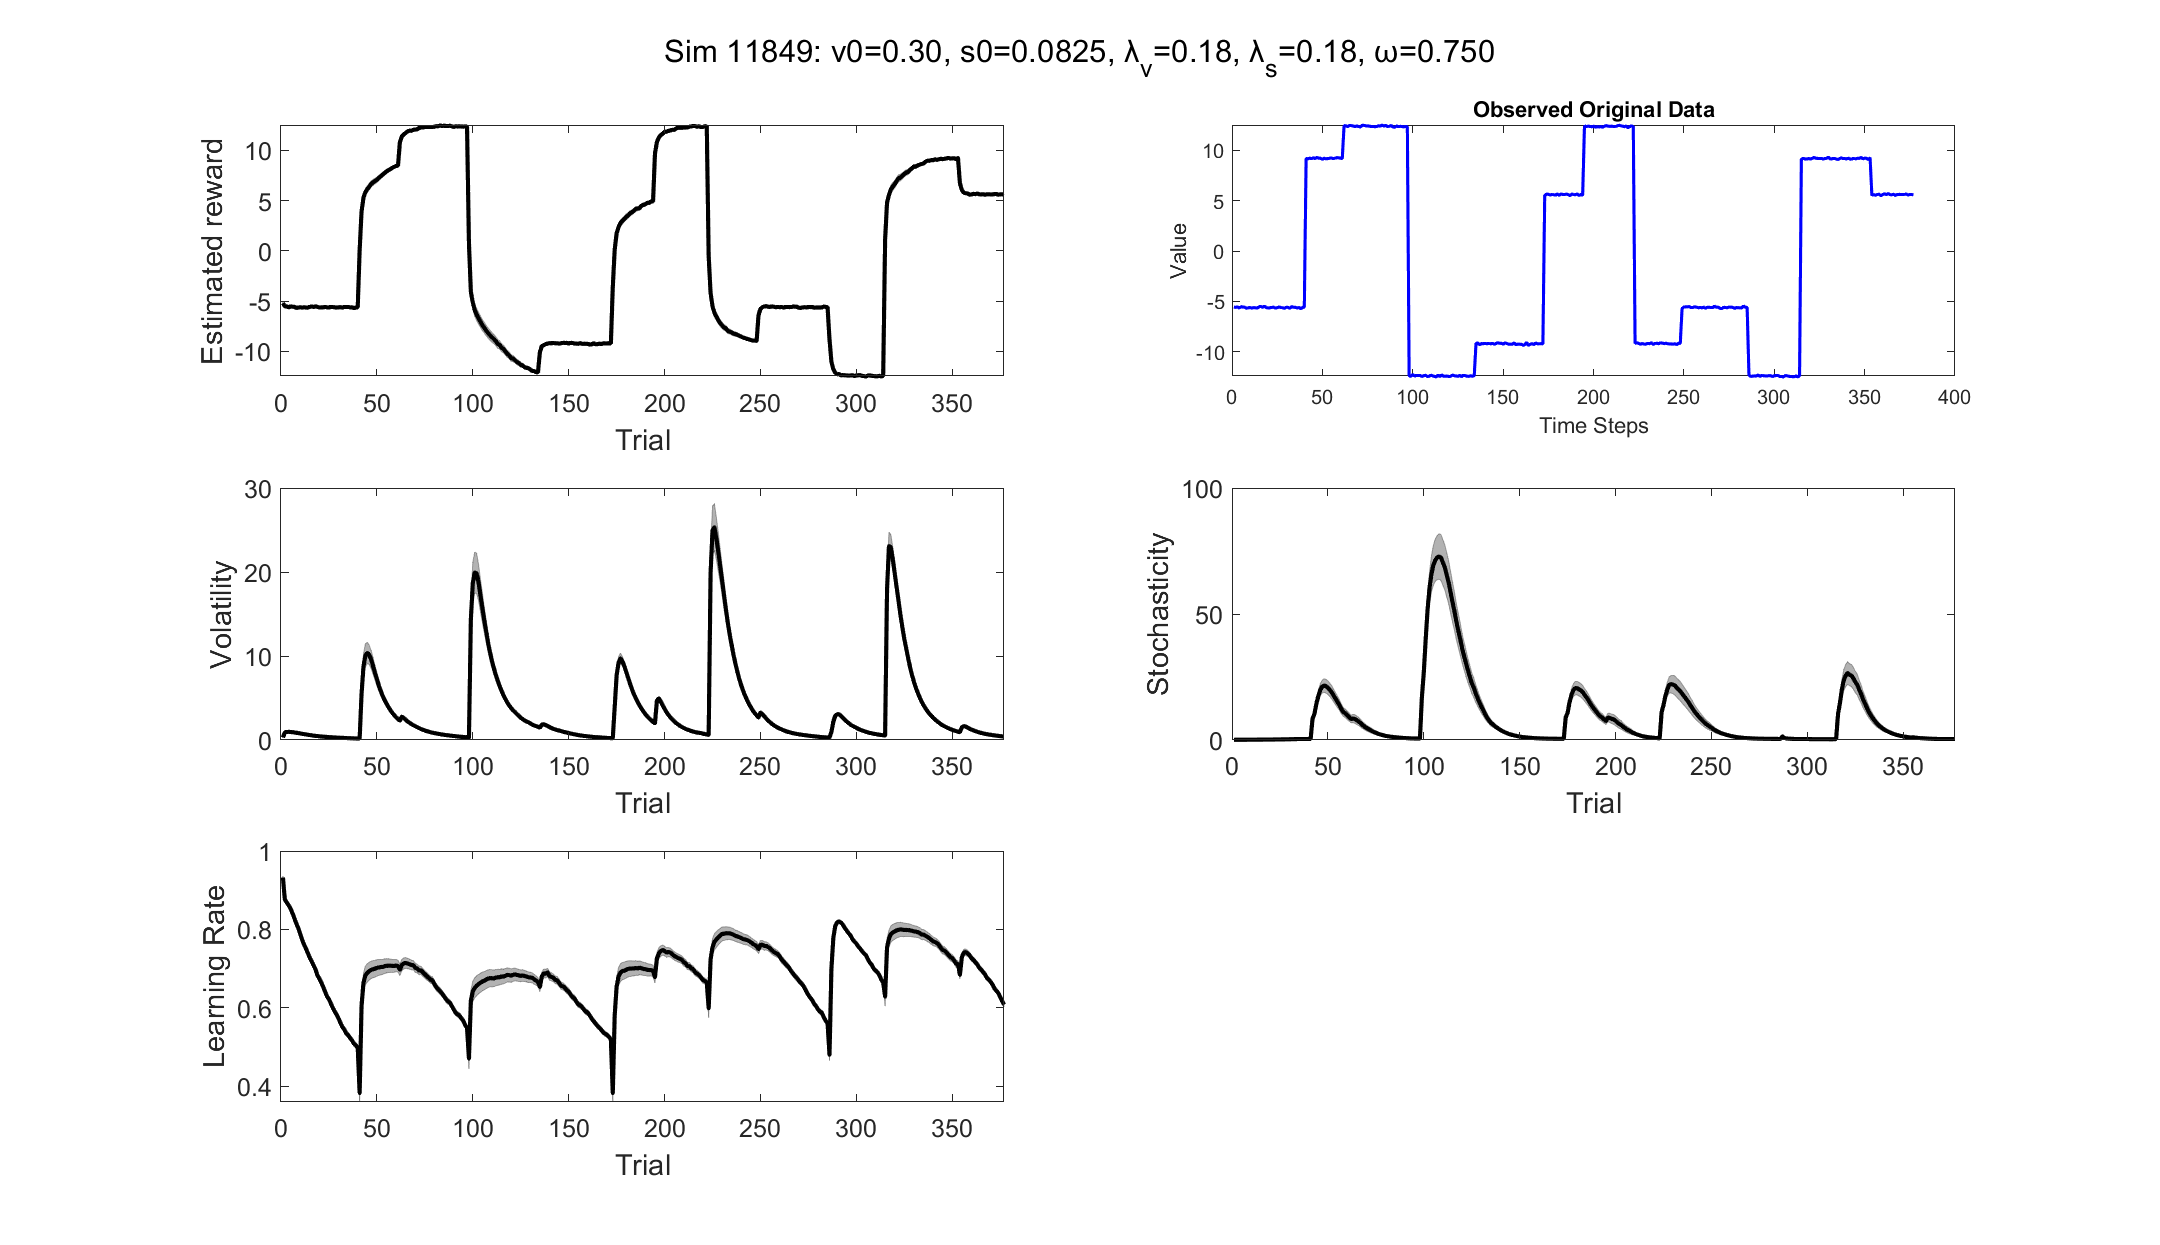 Sim 11849: v0=0.30, s0=0.0825, λv=0.18, λs=0.18, ω=0.750
Estimated reward
10
5
0
-5
-10
0 50 100 150 200 250 300 350
Trial
Observed Original Data
Value
10
5
0
-5
-10
0 50 100 150 200 250 300 350 400
Time Steps
Volatility
30
20
10
0
0 50 100 150 200 250 300 350
Trial
Stochasticity
100
50
0
0 50 100 150 200 250 300 350
Trial
Learning Rate
1
0.8
0.6
0.4
0 50 100 150 200 250 300 350
Trial